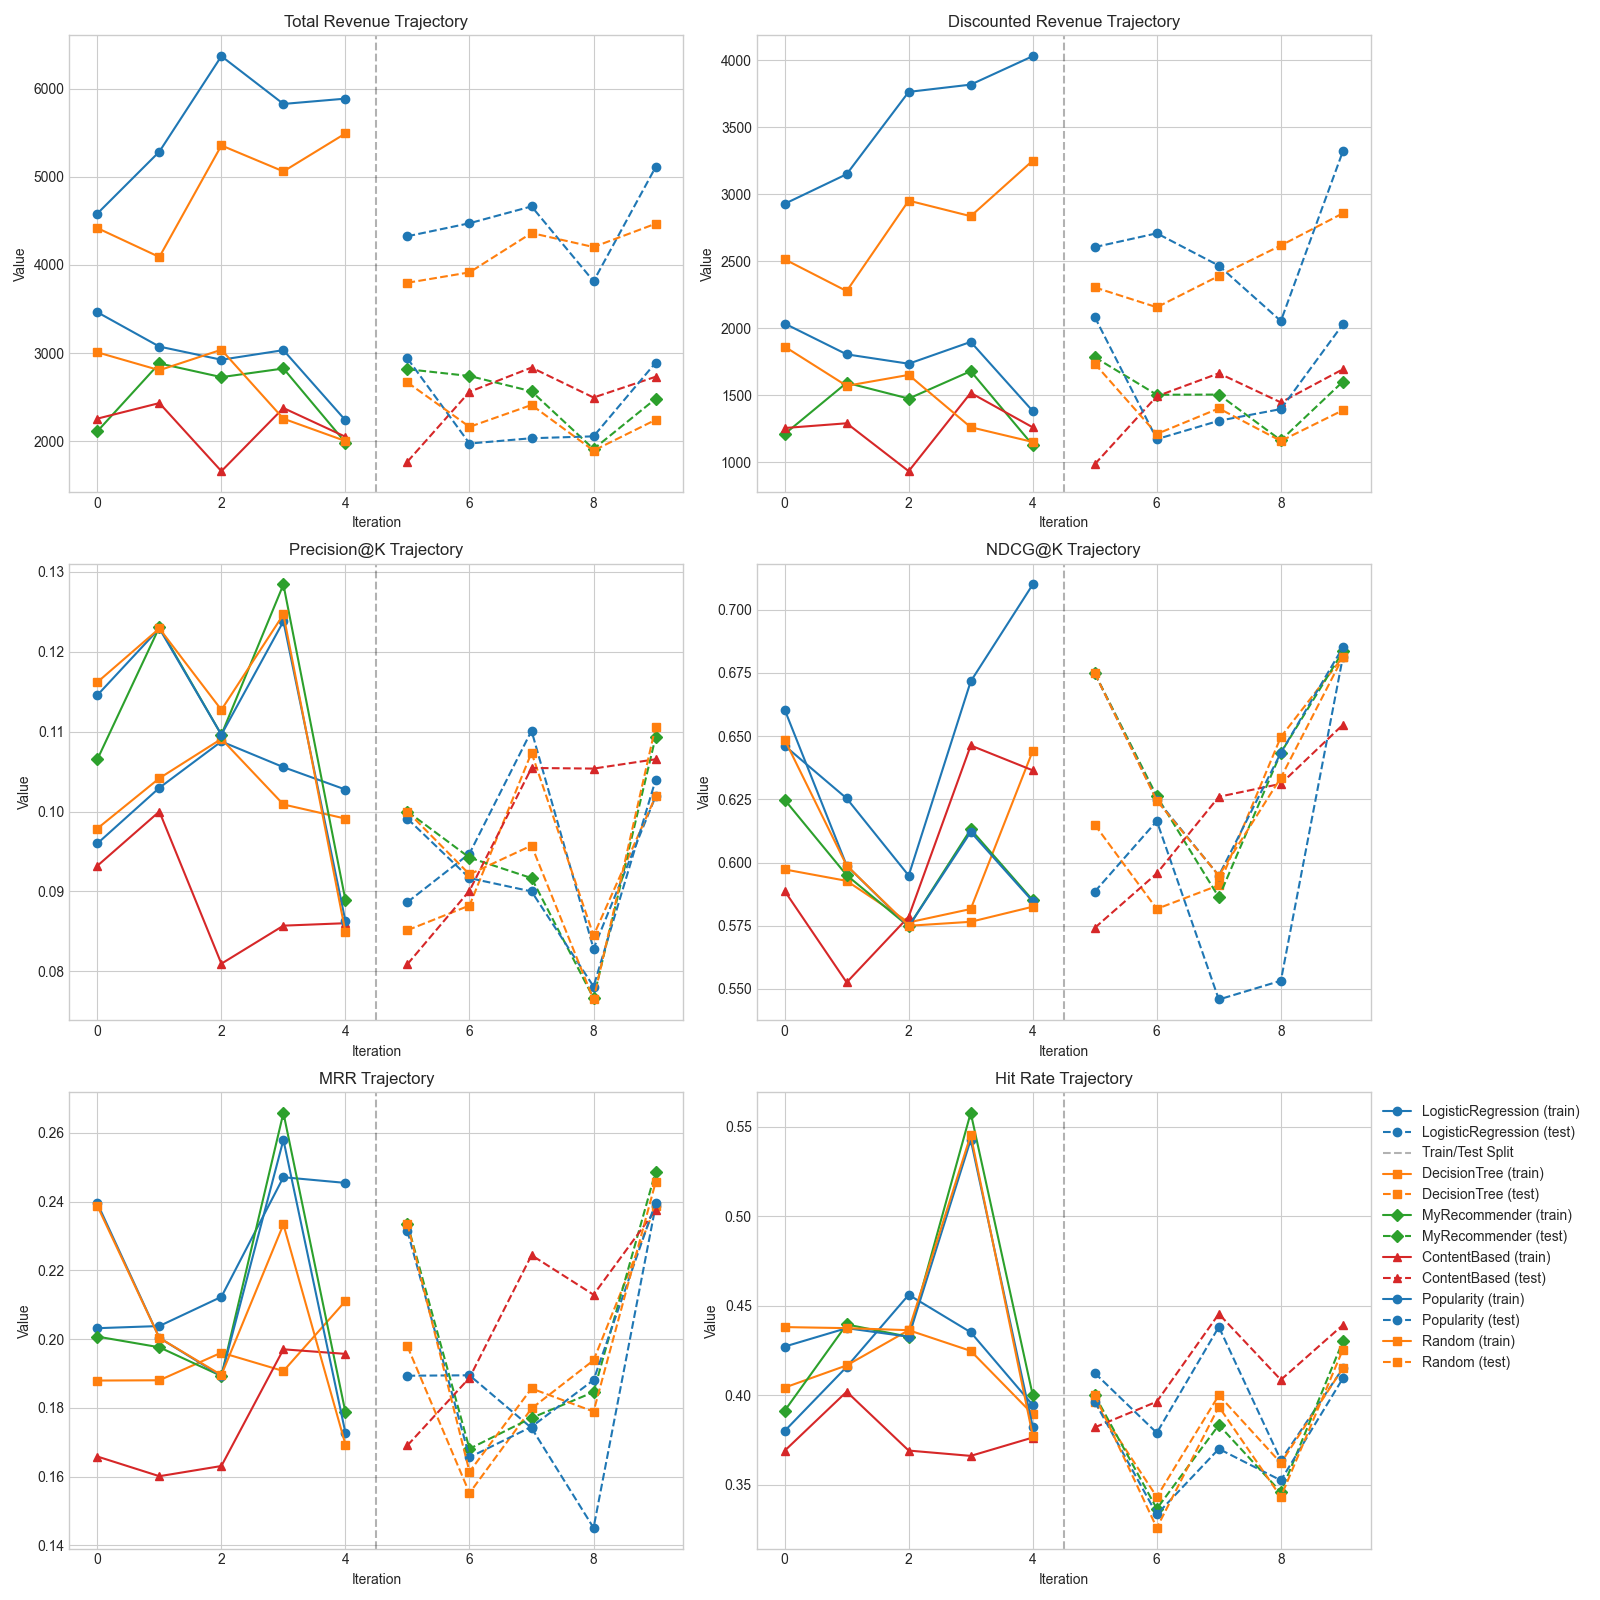 Total Revenue Trajectory
Value
6000
5000
4000
3000
2000
0 2 4 6 8
Iteration
Discounted Revenue Trajectory
Value
4000
3500
3000
2500
2000
1500
1000
0 2 4 6 8
Iteration
Precision@K Trajectory
Value
0.13
0.12
0.11
0.10
0.09
0.08
0 2 4 6 8
Iteration
NDCG@K Trajectory
Value
0.700
0.675
0.650
0.625
0.600
0.575
0.550
0 2 4 6 8
Iteration
MRR Trajectory
Value
0.26
0.24
0.22
0.20
0.18
0.16
0.14
0 2 4 6 8
Iteration
Hit Rate Trajectory
Value
0.55
0.50
0.45
0.40
0.35
0 2 4 6 8
Iteration
LogisticRegression (train)
LogisticRegression (test)
Train/Test Split
DecisionTree (train)
DecisionTree (test)
MyRecommender (train)
MyRecommender (test)
ContentBased (train)
ContentBased (test)
Popularity (train)
Popularity (test)
Random (train)
Random (test)